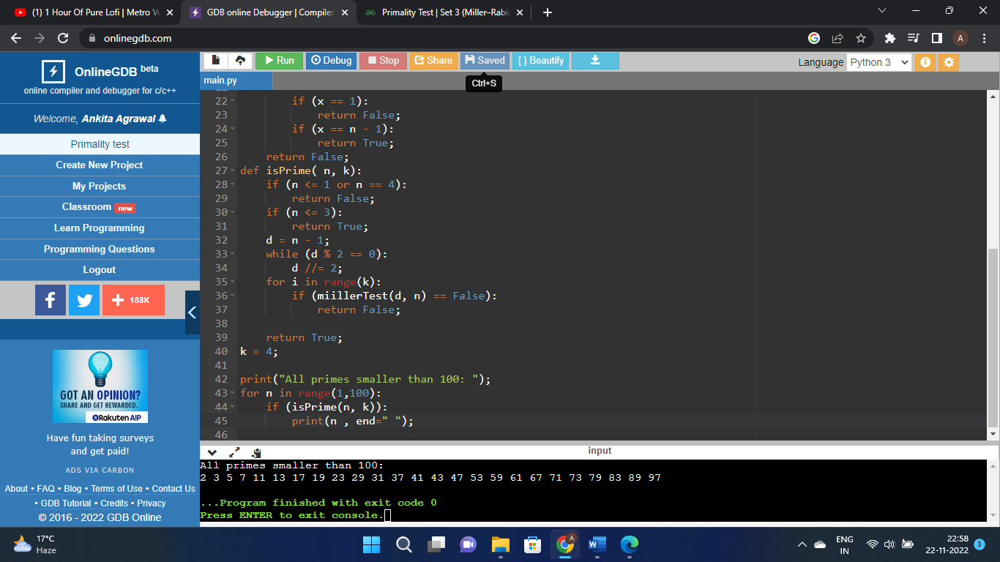 (1) 1 Hour Of Pure Lofi | Metro Ve
GDB online Debugger | Compiler
Primality Test | Set 3 (Miller–Rabi
onlinegdb.com
A
OnlineGDB beta
online compiler and debugger for c/c++
Welcome, Ankita Agrawal
Primality test
Create New Project
My Projects
Classroom new
Learn Programming
Programming Questions
Logout
188K
GOT AN OPINION?
SHARE AND GET REWARDED.
Rakuten AIP
Have fun taking surveys
and get paid!
ADS VIA CARBON
About • FAQ • Blog • Terms of Use • Contact Us
• GDB Tutorial • Credits • Privacy
© 2016 - 2022 GDB Online
Run Debug Stop Share Saved { } Beautify
Language Python 3
main.py
Ctrl+S
22 if (x == 1):
23 return False;
24 if (x == n - 1):
25 return True;
26 return False;
27 def isPrime( n, k):
28 if (n <= 1 or n == 4):
29 return False;
30 if (n <= 3):
31 return True;
32 d = n - 1;
33 while (d % 2 == 0):
34 d //= 2;
35 for i in range(k):
36 if (miillerTest(d, n) == False):
37 return False;
38
39 return True;
40 k = 4;
41
42 print("All primes smaller than 100: ");
43 for n in range(1,100):
44 if (isPrime(n, k)):
45 print(n , end=" ");
46
input
All primes smaller than 100:
2 3 5 7 11 13 17 19 23 29 31 37 41 43 47 53 59 61 67 71 73 79 83 89 97
...Program finished with exit code 0
Press ENTER to exit console.
17°C
Haze
A
ENG
IN
22:58
22-11-2022
3